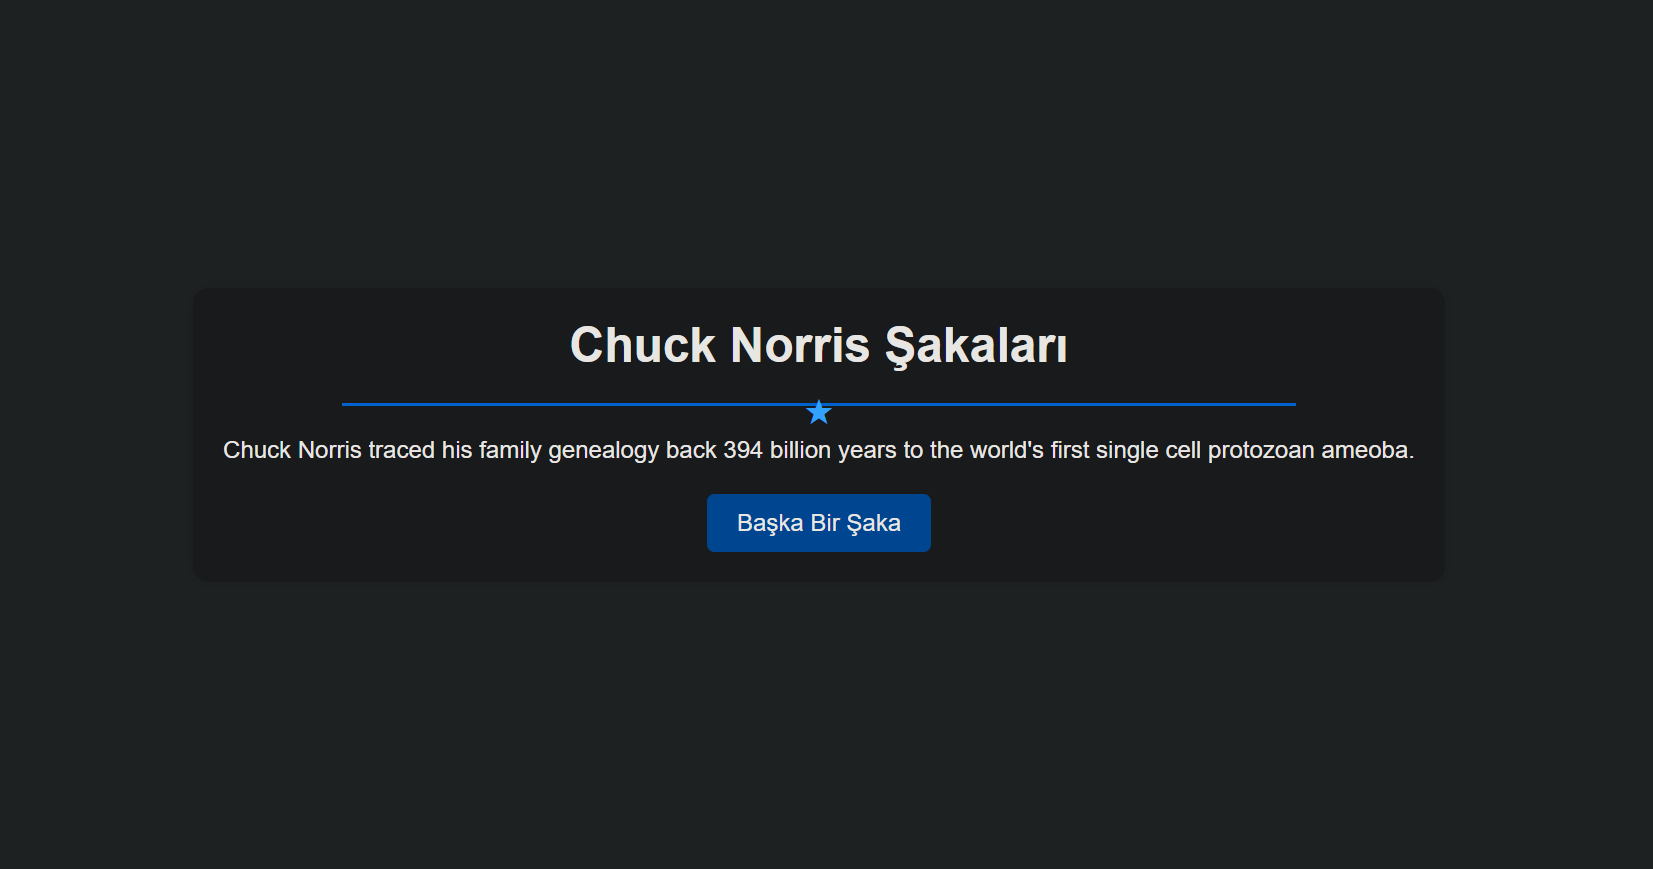 Chuck Norris Şakaları
Chuck Norris traced his family genealogy back 394 billion years to the world's first single cell protozoan ameoba.
Başka Bir Şaka